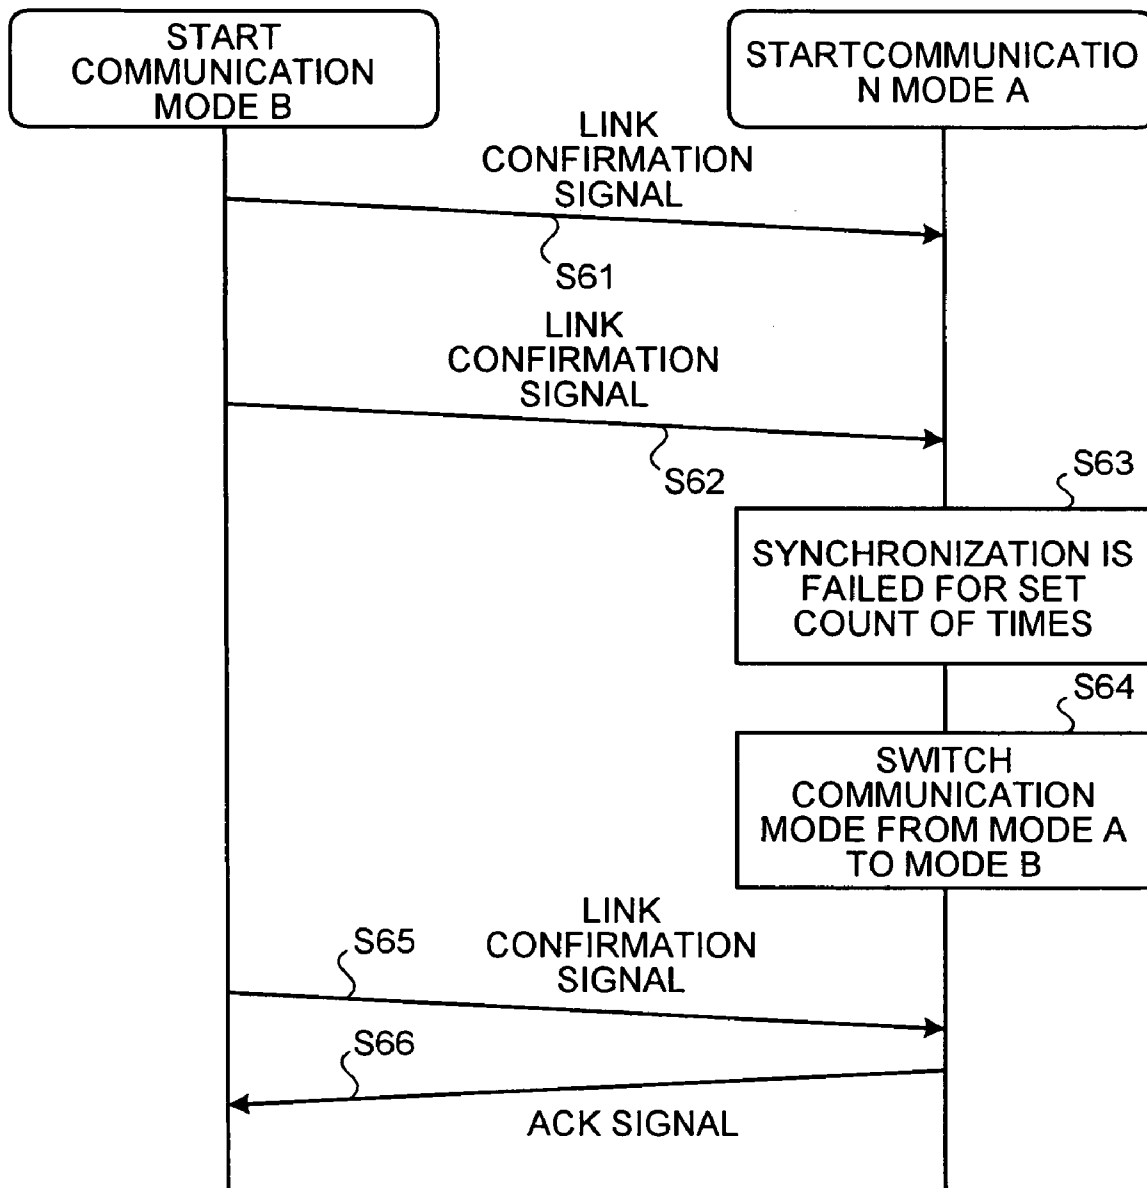 START
COMMUNICATION
MODE B
STARTCOMMUNICATIO
N MODE A
LINK
CONFIRMATION
SIGNAL
S61
LINK
CONFIRMATION
SIGNAL
S62
S63
SYNCHRONIZATION IS
FAILED FOR SET
COUNT OF TIMES
S64
SWITCH
COMMUNICATION
MODE FROM MODE A
TO MODE B
LINK
CONFIRMATION
SIGNAL
S65
S66
ACK SIGNAL